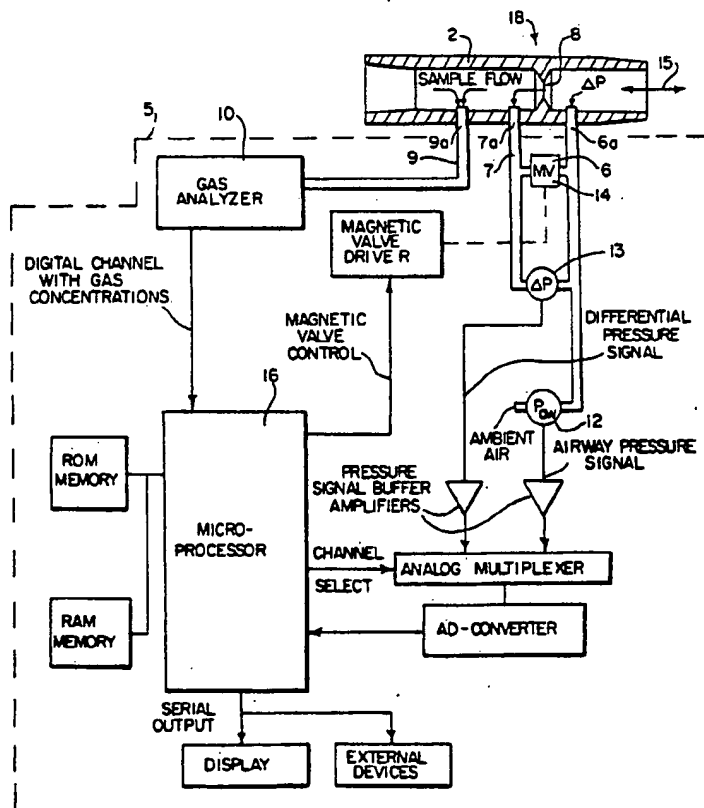 18
2
8
SAMPLE FLOW
ΔP
15
5
10
9a
7a
6a
9
7
6
MV
14
GAS
ANALYZER
MAGNETIC
VALVE
DRIVER
13
ΔP
DIGITAL CHANNEL
WITH GAS
CONCENTRATIONS
MAGNETIC
VALVE
CONTROL
DIFFERENTIAL
PRESSURE
SIGNAL
16
Paw
12
AMBIENT
AIR
AIRWAY PRESSURE
SIGNAL
ROM
MEMORY
PRESSURE
SIGNAL BUFFER
AMPLIFIERS
MICRO-
PROCESSOR
CHANNEL
SELECT
ANALOG MULTIPLEXER
RAM
MEMORY
AD-CONVERTER
SERIAL
OUTPUT
DISPLAY
EXTERNAL
DEVICES